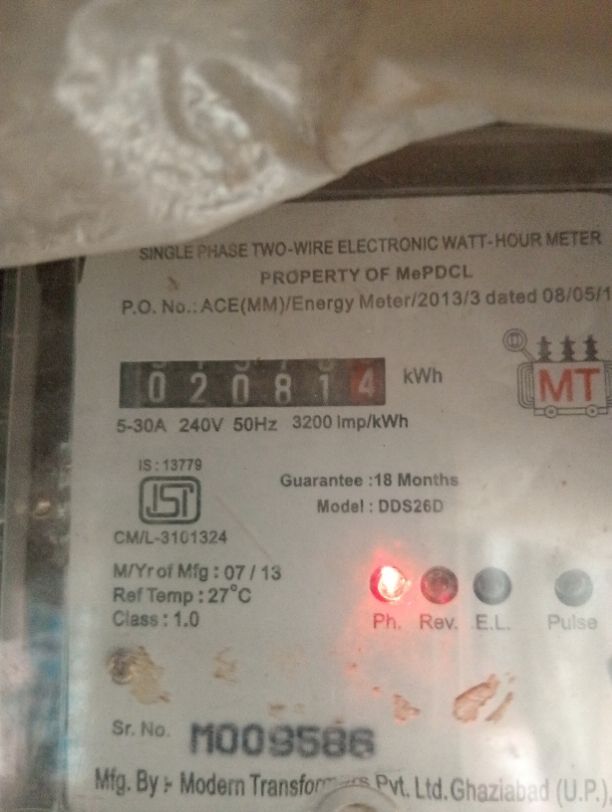 SINGLE PHASE TWO-WIRE ELECTRONIC WATT-HOUR METER
PROPERTY OF MePDCL
P.O. No.: ACE(MM)/Energy Meter/2013/3 dated 08/05/1
020814 kWh
MT
5-30A 240V 50Hz 3200 imp/kWh
IS : 13779
ISI
CM/L-3101324
Guarantee :18 Months
Model : DDS26D
M/Yr of Mfg : 07 / 13
Ref Temp : 27°C
Class : 1.0
Ph. Rev. E.L. Pulse
Sr. No. M009586
Mfg. By :- Modern Transformers Pvt. Ltd. Ghaziabad (U.P.)